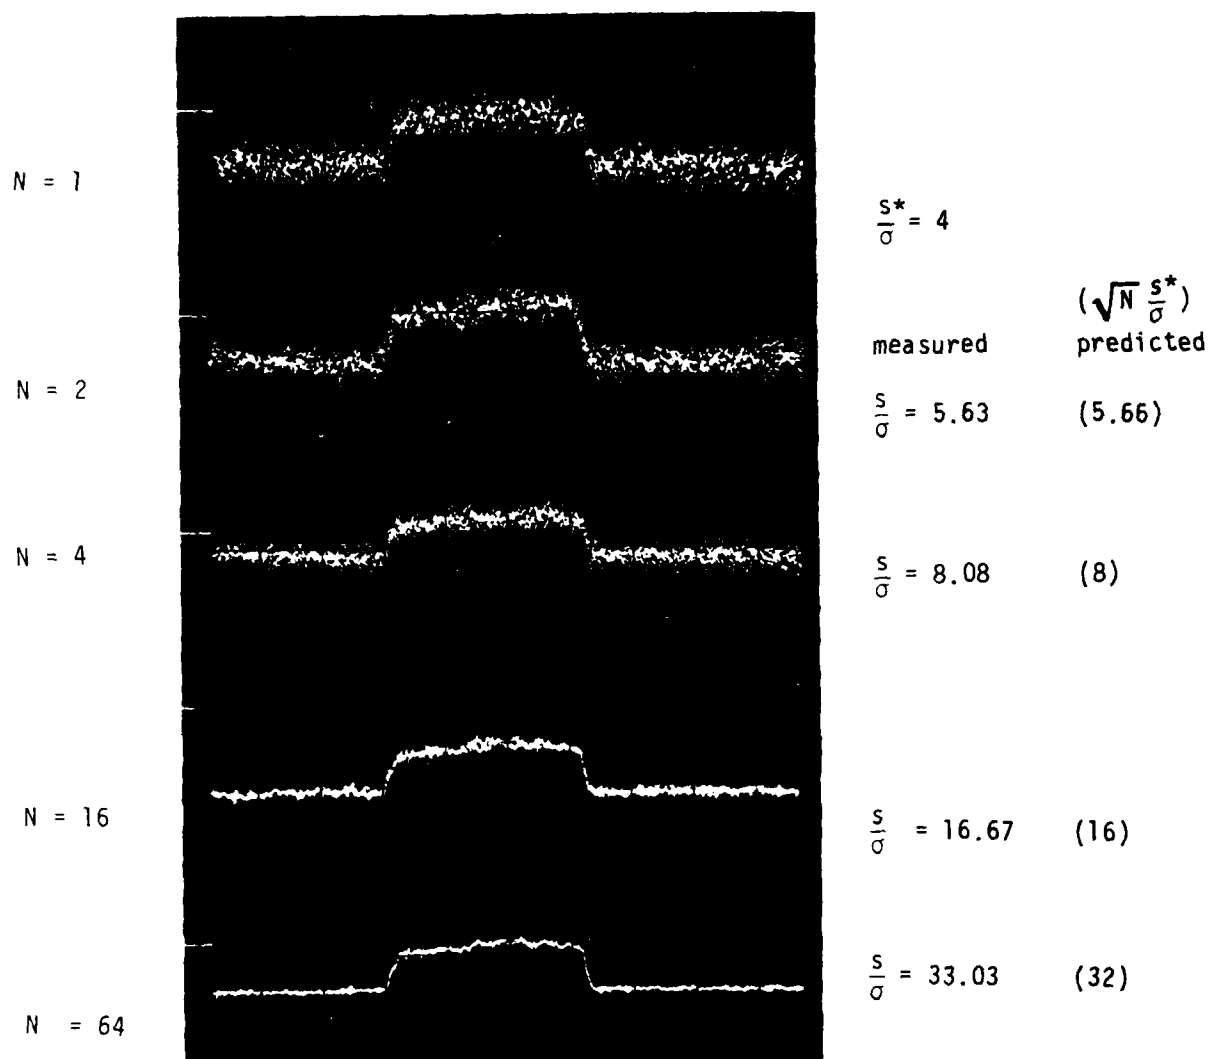 N = 1
s*/σ = 4
(√N s*/σ)
measured predicted
N = 2
s/σ = 5.63 (5.66)
N = 4
s/σ = 8.08 (8)
N = 16
s/σ = 16.67 (16)
N = 64
s/σ = 33.03 (32)